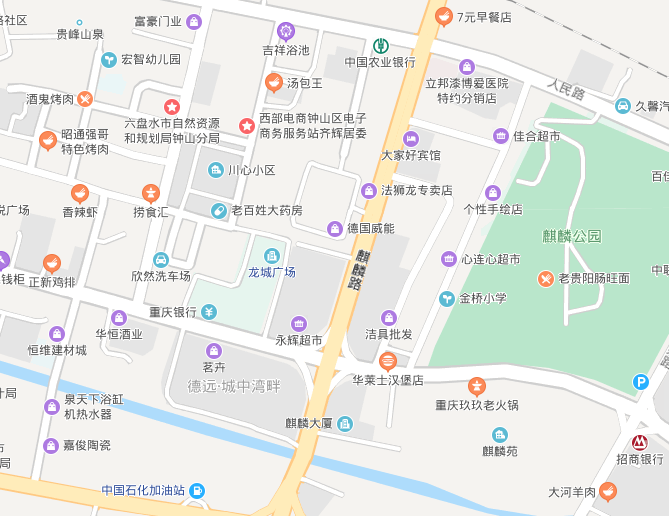 络社区
富豪门业
贵峰山泉
7元早餐店
吉祥浴池
中国农业银行
宏智幼儿园
汤包王
立邦漆博爱医院
特约分销店
人民路
酒鬼烤肉
久馨汽
六盘水市自然资源
和规划局钟山分局
西部电商钟山区电子
商务服务站齐辉居委
昭通强哥
特色烤肉
佳合超市
大家好宾馆
川心小区
百佳
法狮龙专卖店
香辣虾
捞食汇
老百姓大药房
个性手绘店
悦广场
德国威能
麒麟公园
麒麟路
龙城广场
心连心超市
中联
欣然洗车场
钱柜
正新鸡排
老贵阳肠旺面
金桥小学
重庆银行
华恒酒业
永辉超市
洁具批发
恒维建材城
茗卉
路
华莱士汉堡店
德远·城中湾畔
计局
泉天下浴缸
机热水器
重庆玖玖老火锅
麒麟大厦
嘉俊陶瓷
市
局
麒麟苑
招商银行
中国石化加油站
大河羊肉
P